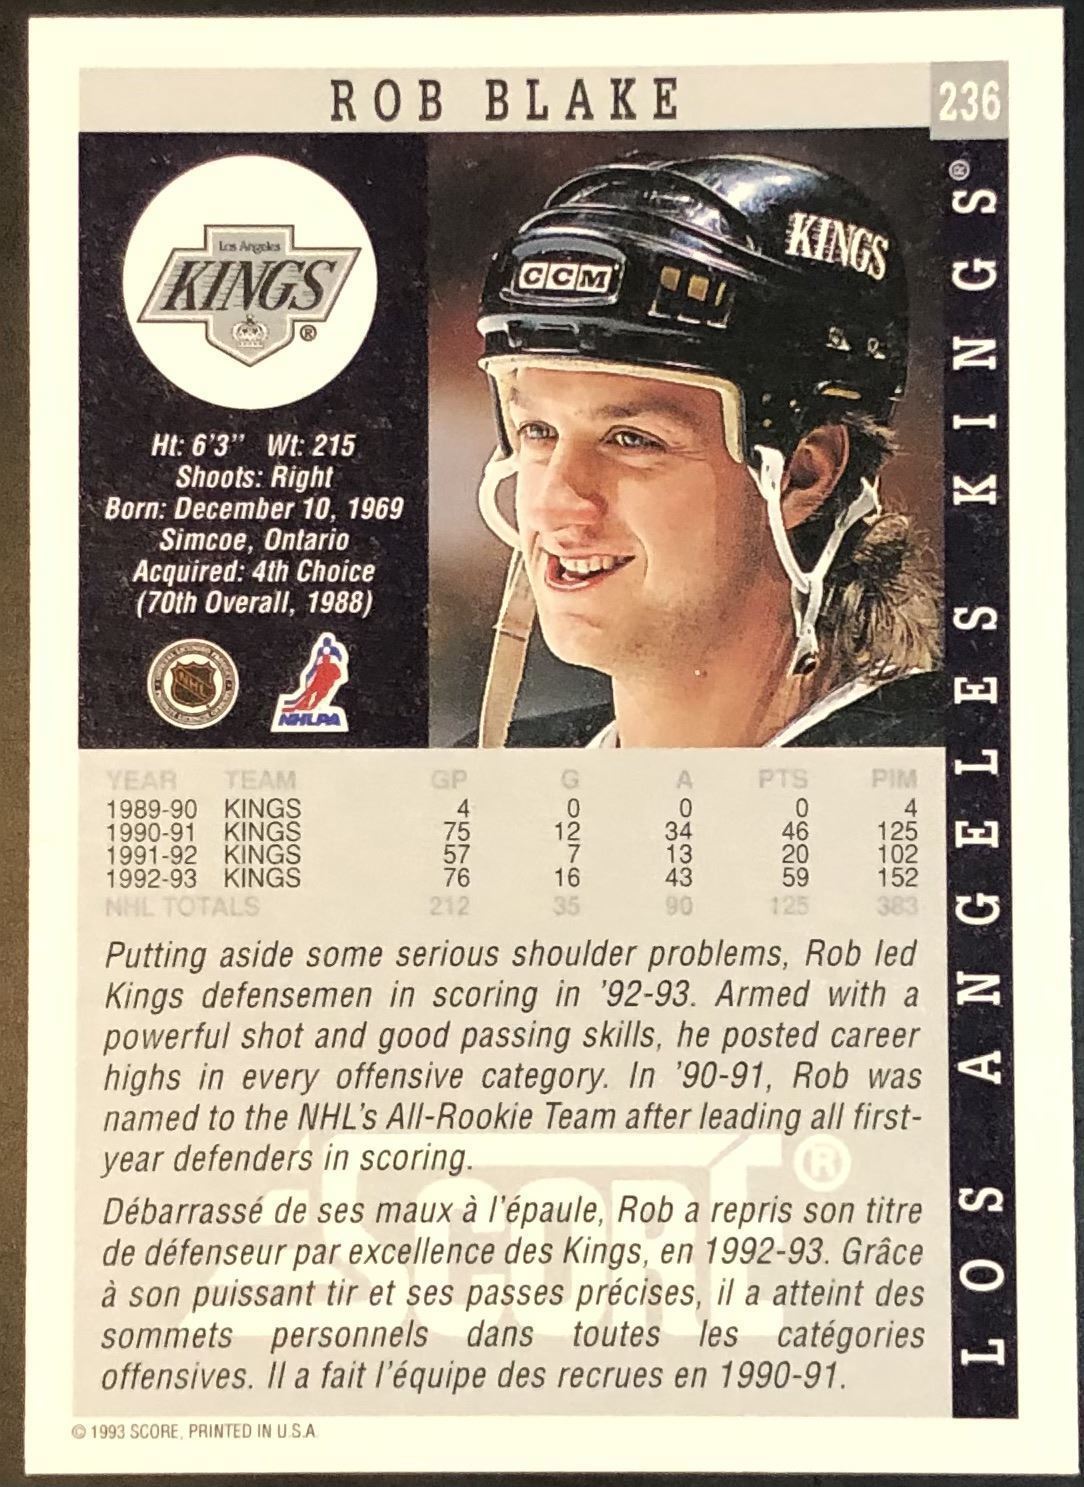 ROB BLAKE
236
LOS ANGELES KINGS®
Los Angeles
KINGS
®
KINGS
CCM
Ht: 6'3" Wt: 215
Shoots: Right
Born: December 10, 1969
Simcoe, Ontario
Acquired: 4th Choice
(70th Overall, 1988)
NHL
NHLPA
YEAR TEAM GP G A PTS PIM
1989-90 KINGS 4 0 0 0 4
1990-91 KINGS 75 12 34 46 125
1991-92 KINGS 57 7 13 20 102
1992-93 KINGS 76 16 43 59 152
NHL TOTALS 212 35 90 125 383
Putting aside some serious shoulder problems, Rob led
Kings defensemen in scoring in '92-93. Armed with a
powerful shot and good passing skills, he posted career
highs in every offensive category. In '90-91, Rob was
named to the NHL's All-Rookie Team after leading all first-
year defenders in scoring.
Débarrassé de ses maux à l'épaule, Rob a repris son titre
de défenseur par excellence des Kings, en 1992-93. Grâce
à son puissant tir et ses passes précises, il a atteint des
sommets personnels dans toutes les catégories
offensives. Il a fait l'équipe des recrues en 1990-91.
SCORE ®
© 1993 SCORE, PRINTED IN U.S.A.